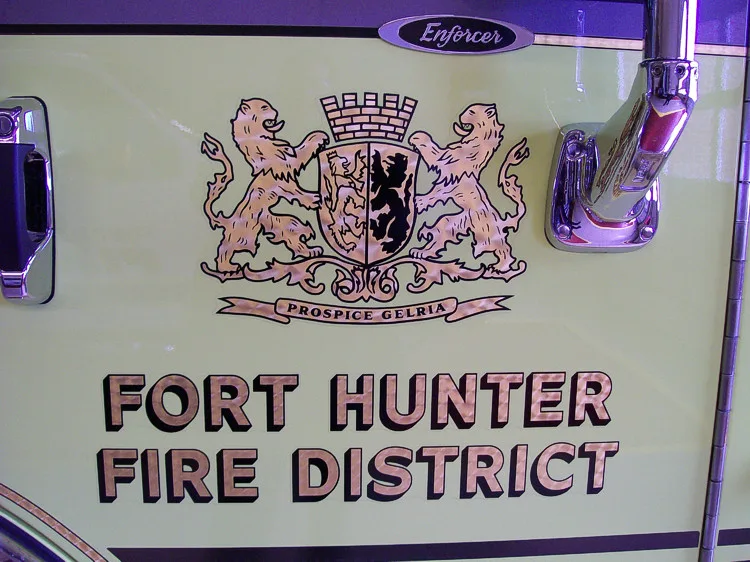 Enforcer
PROSPICE GELRIA
FORT HUNTER
FIRE DISTRICT